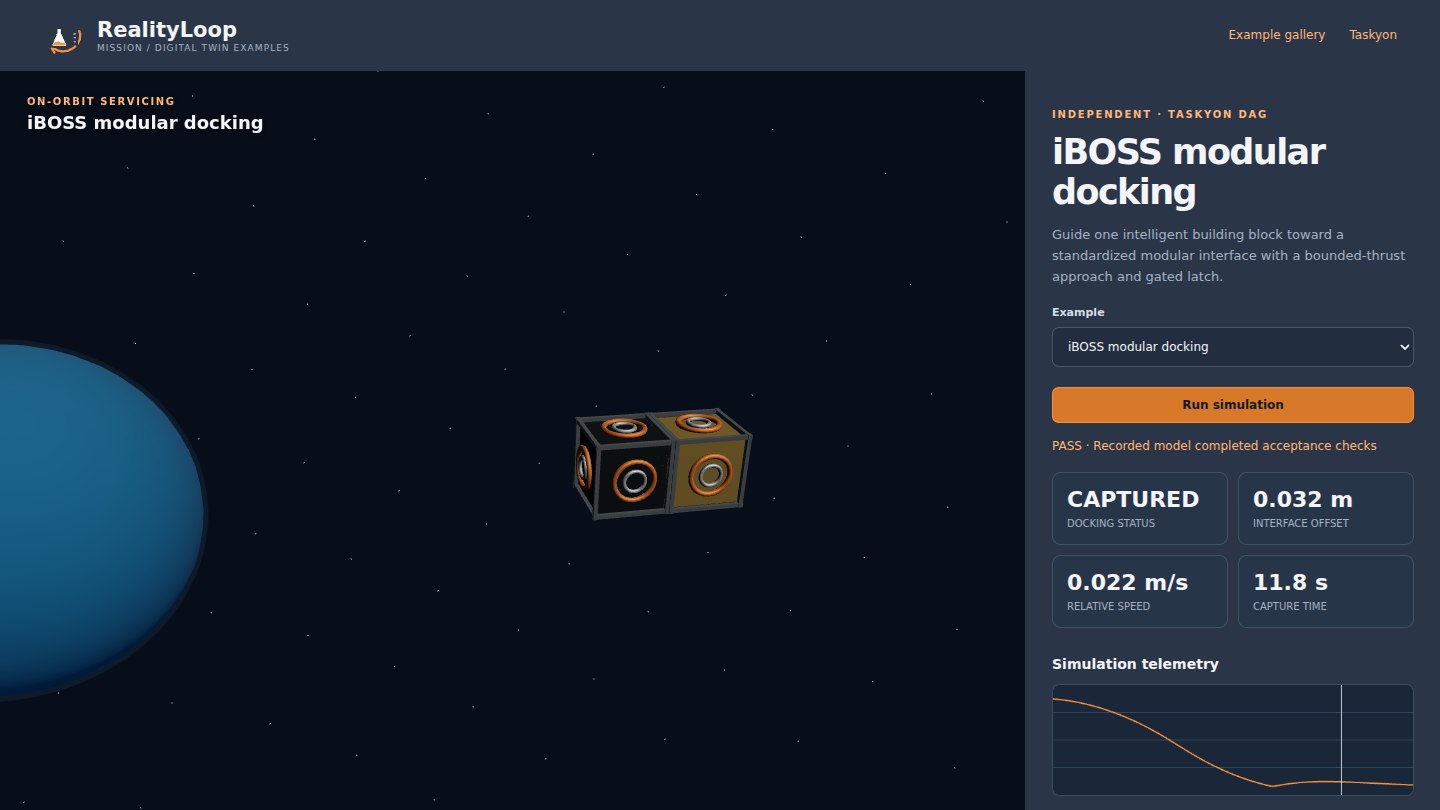 RealityLoop
MISSION / DIGITAL TWIN EXAMPLES
Example gallery
Taskyon
ON-ORBIT SERVICING
iBOSS modular docking
INDEPENDENT · TASKYON DAG
iBOSS modular
docking
Guide one intelligent building block toward a
standardized modular interface with a bounded-thrust
approach and gated latch.
Example
iBOSS modular docking
Run simulation
PASS · Recorded model completed acceptance checks
CAPTURED
DOCKING STATUS
0.032 m
INTERFACE OFFSET
0.022 m/s
RELATIVE SPEED
11.8 s
CAPTURE TIME
Simulation telemetry